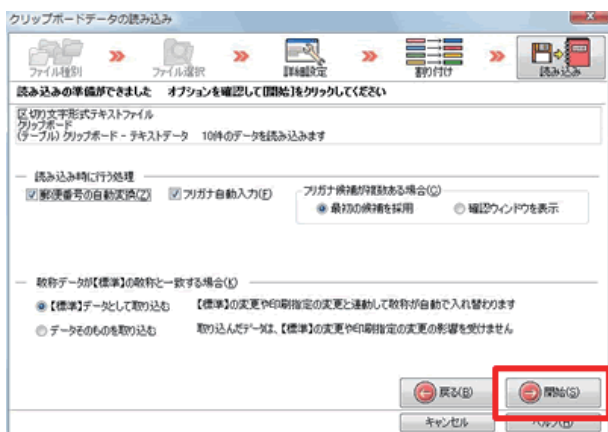 クリップボードデータの読み込み
ファイル種別
ファイル選択
詳細設定
割り付け
読み込み
読み込みの準備ができました　オプションを確認して[開始]をクリックしてください
区切り文字形式テキストファイル
クリップボード
(テーブル) クリップボード - テキストデータ　10件のデータを読み込みます
読み込み時に行う処理
郵便番号の自動変換(Z)
フリガナ自動入力(F)
フリガナ候補が複数ある場合(C)
最初の候補を採用
確認ウィンドウを表示
敬称データが【標準】の敬称と一致する場合(K)
【標準】データとして取り込む　【標準】の変更や印刷指定の変更と連動して敬称が自動で入れ替わります
データそのものを取り込む　取り込んだデータは、【標準】の変更や印刷指定の変更の影響を受けません
戻る(B)
開始(S)
キャンセル
ヘルプ(H)